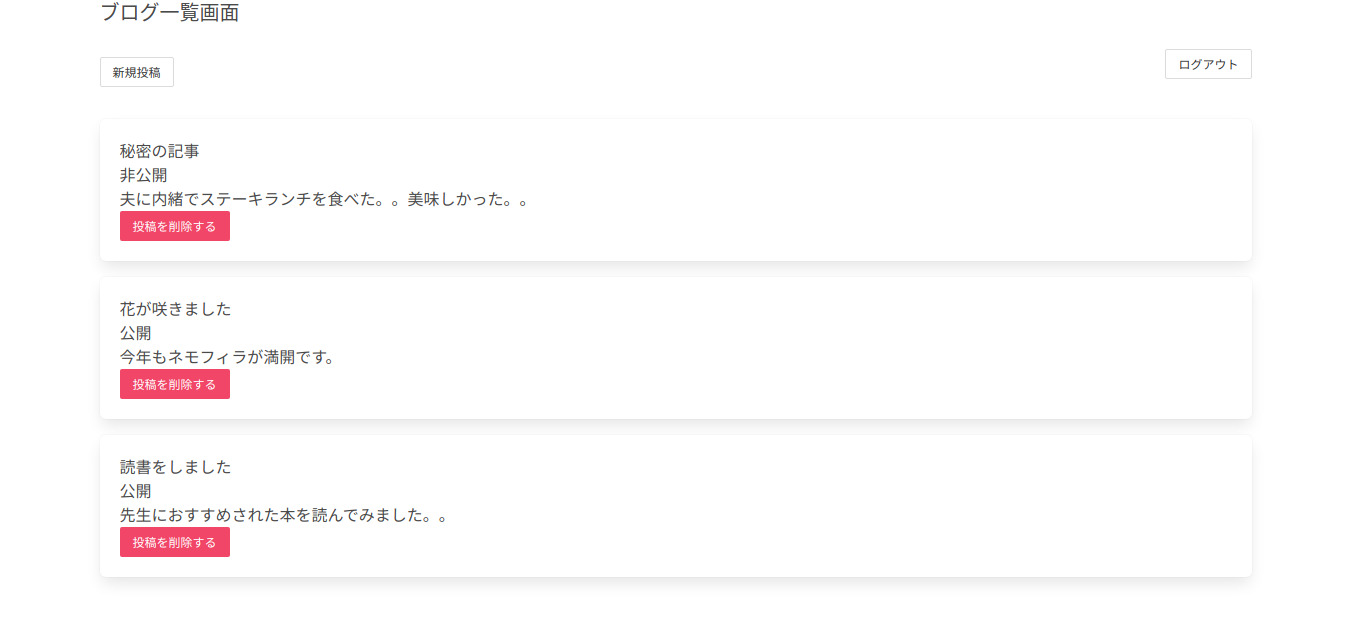 ブログ一覧画面
新規投稿
ログアウト
秘密の記事
非公開
夫に内緒でステーキランチを食べた。。美味しかった。。
投稿を削除する
花が咲きました
公開
今年もネモフィラが満開です。
投稿を削除する
読書をしました
公開
先生におすすめされた本を読んでみました。。
投稿を削除する